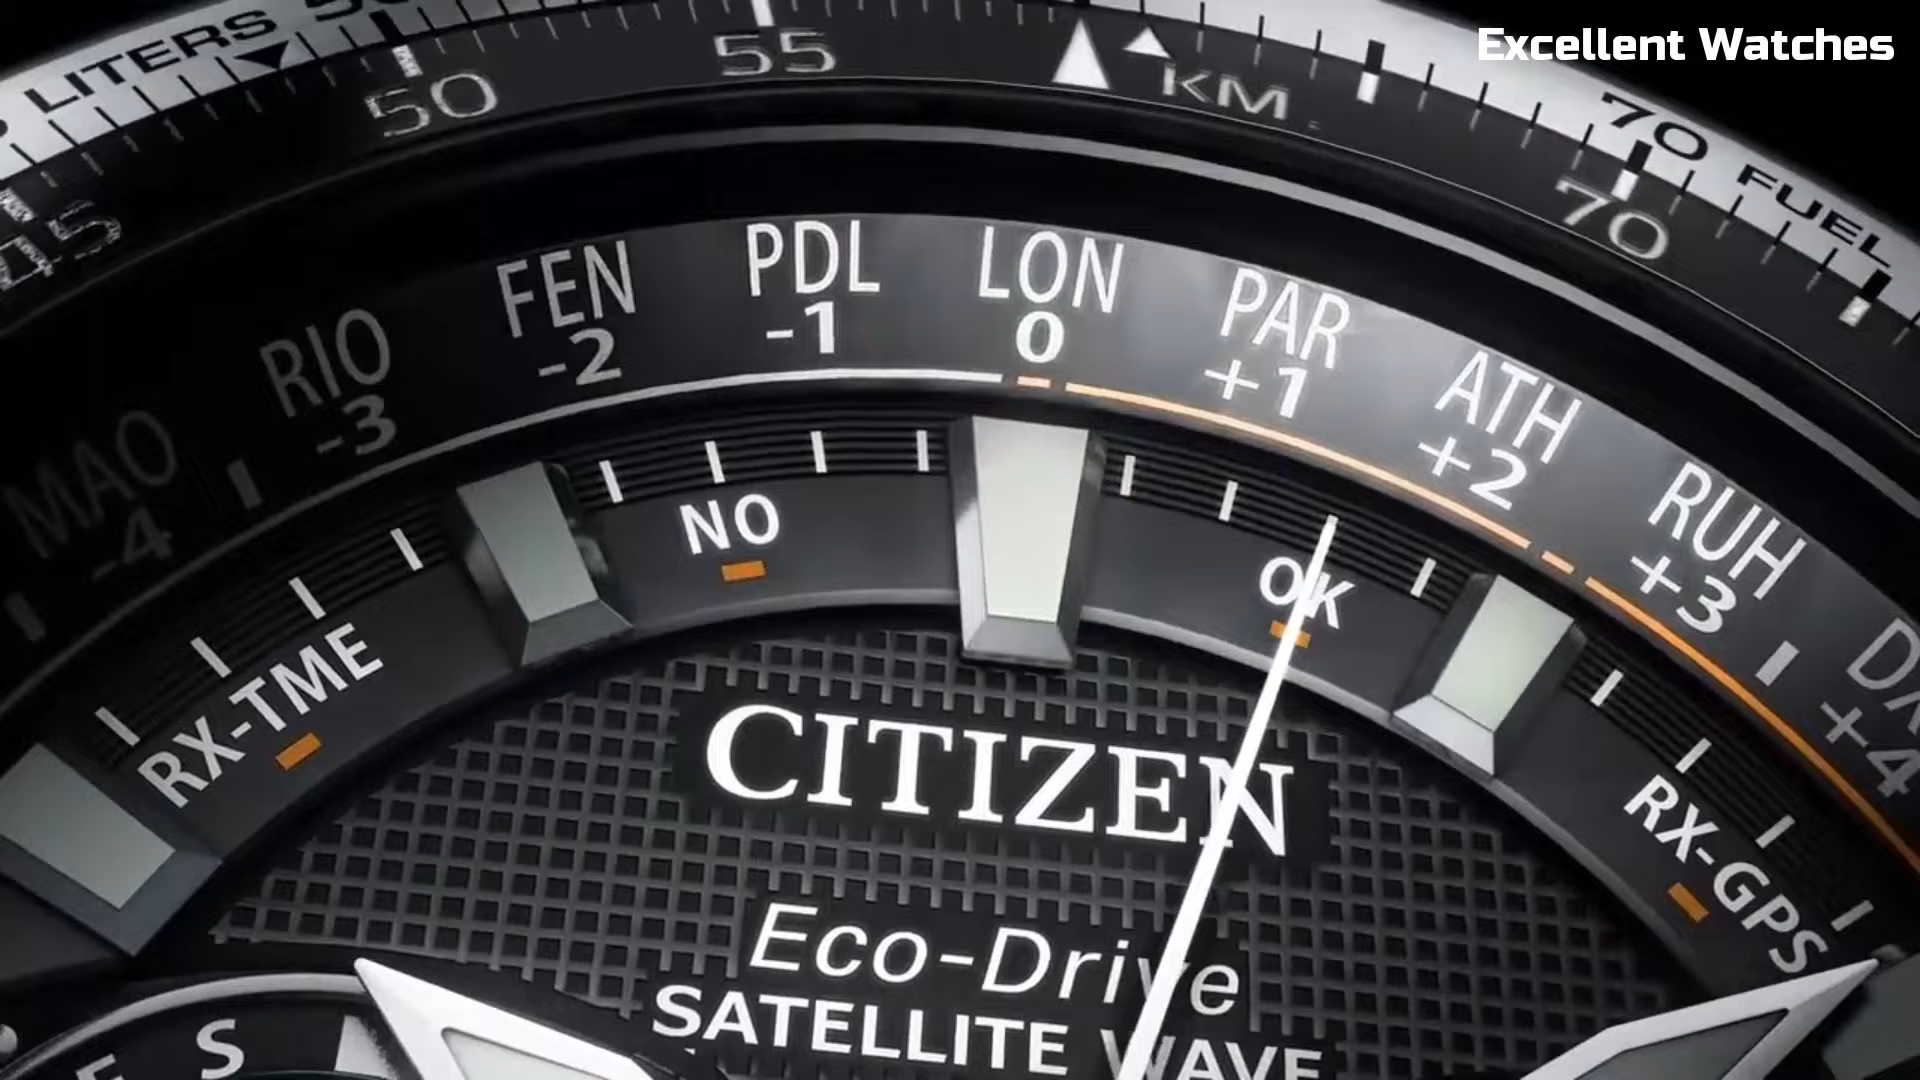 Excellent Watches
LITERS
50
55
KM
70
FUEL
70
MAO
-4
RIO
-3
FEN
-2
PDL
-1
LON
0
PAR
+1
ATH
+2
RUH
+3
+4
RX-TME
NO
OK
RX-GPS
CITIZEN
Eco-Drive
SATELLITE WAVE
S